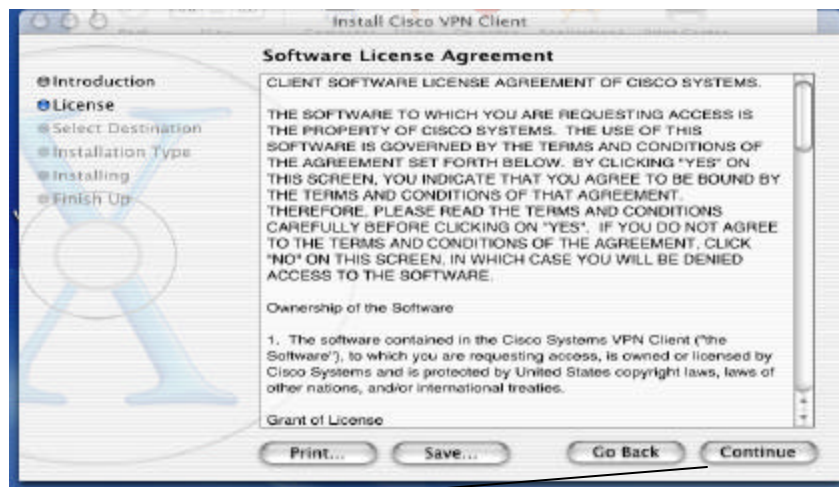 Install Cisco VPN Client
Software License Agreement
Introduction
License
Select Destination
Installation Type
Installing
Finish Up
CLIENT SOFTWARE LICENSE AGREEMENT OF CISCO SYSTEMS.
THE SOFTWARE TO WHICH YOU ARE REQUESTING ACCESS IS
THE PROPERTY OF CISCO SYSTEMS. THE USE OF THIS
SOFTWARE IS GOVERNED BY THE TERMS AND CONDITIONS OF
THE AGREEMENT SET FORTH BELOW. BY CLICKING "YES" ON
THIS SCREEN, YOU INDICATE THAT YOU AGREE TO BE BOUND BY
THE TERMS AND CONDITIONS OF THAT AGREEMENT.
THEREFORE, PLEASE READ THE TERMS AND CONDITIONS
CAREFULLY BEFORE CLICKING ON "YES". IF YOU DO NOT AGREE
TO THE TERMS AND CONDITIONS OF THE AGREEMENT, CLICK
"NO" ON THIS SCREEN, IN WHICH CASE YOU WILL BE DENIED
ACCESS TO THE SOFTWARE.
Ownership of the Software
1. The software contained in the Cisco Systems VPN Client ("the
Software"), to which you are requesting access, is owned or licensed by
Cisco Systems and is protected by United States copyright laws, laws of
other nations, and/or international treaties.
Grant of License
Print...
Save...
Go Back
Continue